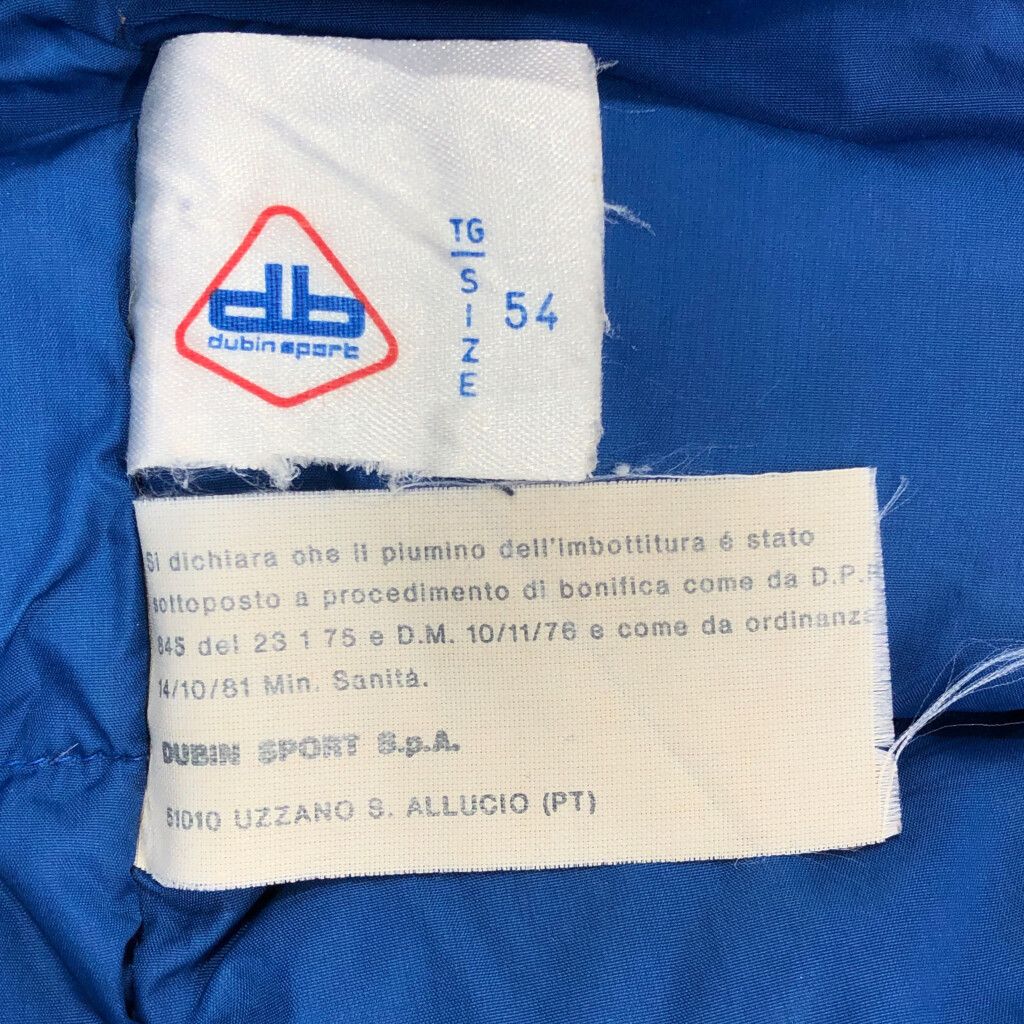 db
dubin sport
TG
SIZE
54
Si dichiara che il piumino dell'imbottitura é stato
sottoposto a procedimento di bonifica come da D.P.R
845 del 23 1 75 e D.M. 10/11/76 e come da ordinanza
14/10/81 Min. Sanitá.
DUBIN SPORT S.p.A.
51010 UZZANO S. ALLUCIO (PT)